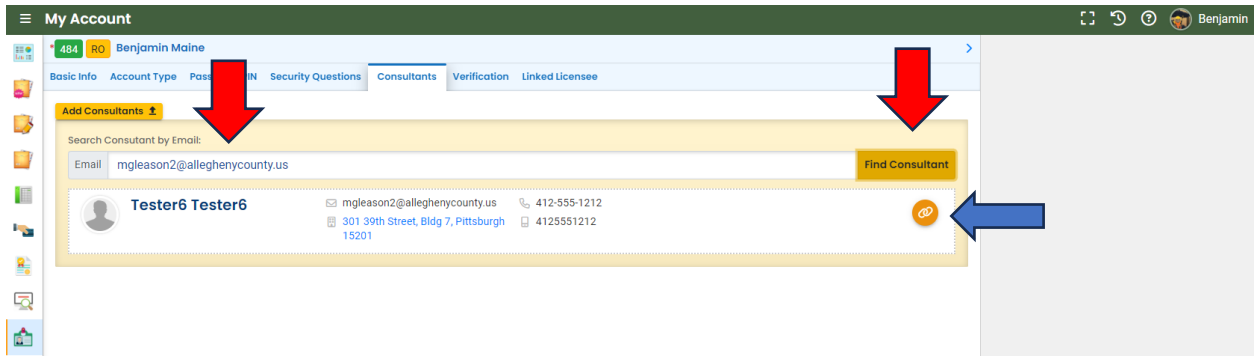 My Account
Benjamin
* 484 RO Benjamin Maine
Basic Info Account Type Pass IN Security Questions Consultants Verification Linked Licensee
Add Consultants
Search Consutant by Email:
Email mgleason2@alleghenycounty.us Find Consultant
Tester6 Tester6
mgleason2@alleghenycounty.us 412-555-1212
301 39th Street, Bldg 7, Pittsburgh 4125551212
15201